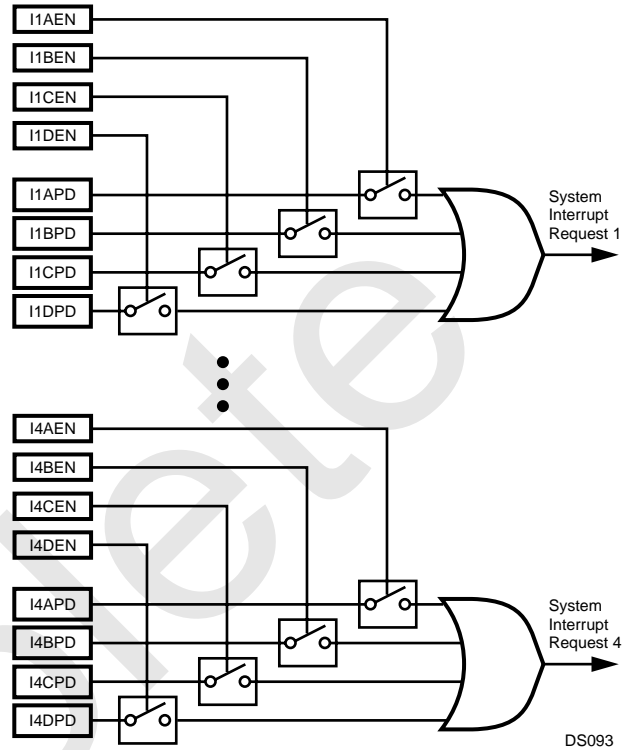 I1AEN
I1BEN
I1CEN
I1DEN
I1APD
I1BPD
I1CPD
I1DPD
System
Interrupt
Request 1
I4AEN
I4BEN
I4CEN
I4DEN
I4APD
I4BPD
I4CPD
I4DPD
System
Interrupt
Request 4
DS093
lete